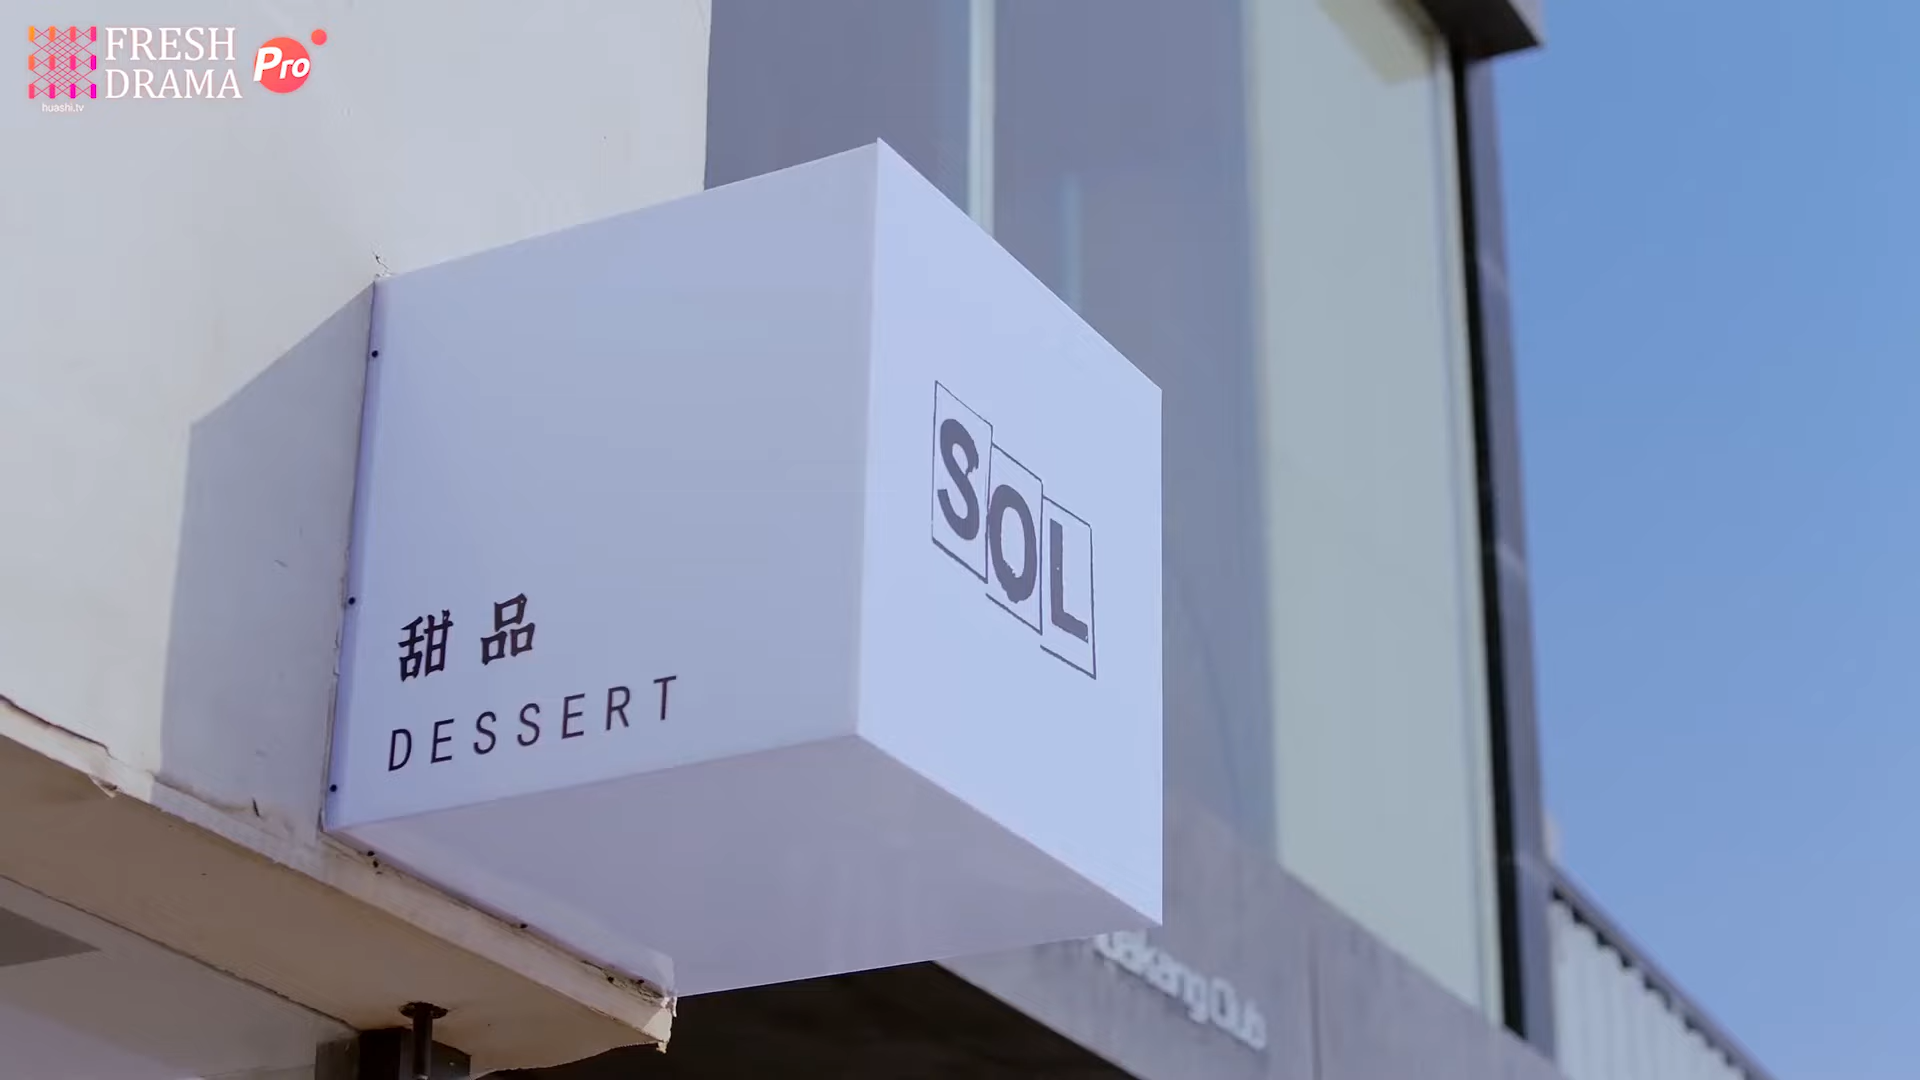 FRESH
DRAMA
Pro
huashi.tv
SOL
甜品
DESSERT